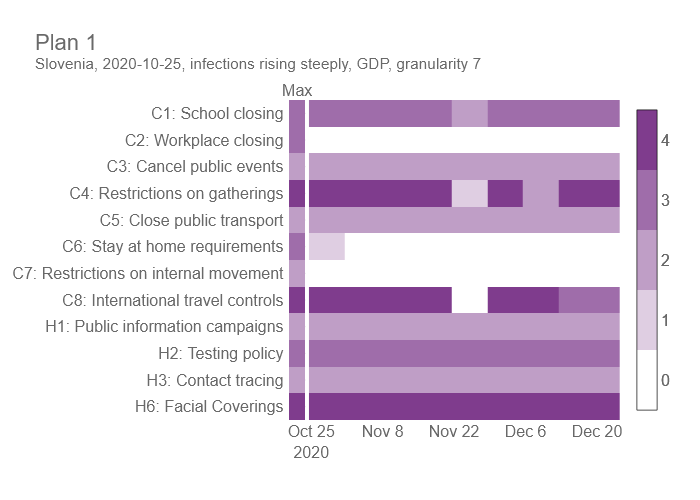 Plan 1
Slovenia, 2020-10-25, infections rising steeply, GDP, granularity 7
Max
C1: School closing
C2: Workplace closing
C3: Cancel public events
C4: Restrictions on gatherings
C5: Close public transport
C6: Stay at home requirements
C7: Restrictions on internal movement
C8: International travel controls
H1: Public information campaigns
H2: Testing policy
H3: Contact tracing
H6: Facial Coverings
Oct 25 Nov 8 Nov 22 Dec 6 Dec 20
2020
4
3
2
1
0